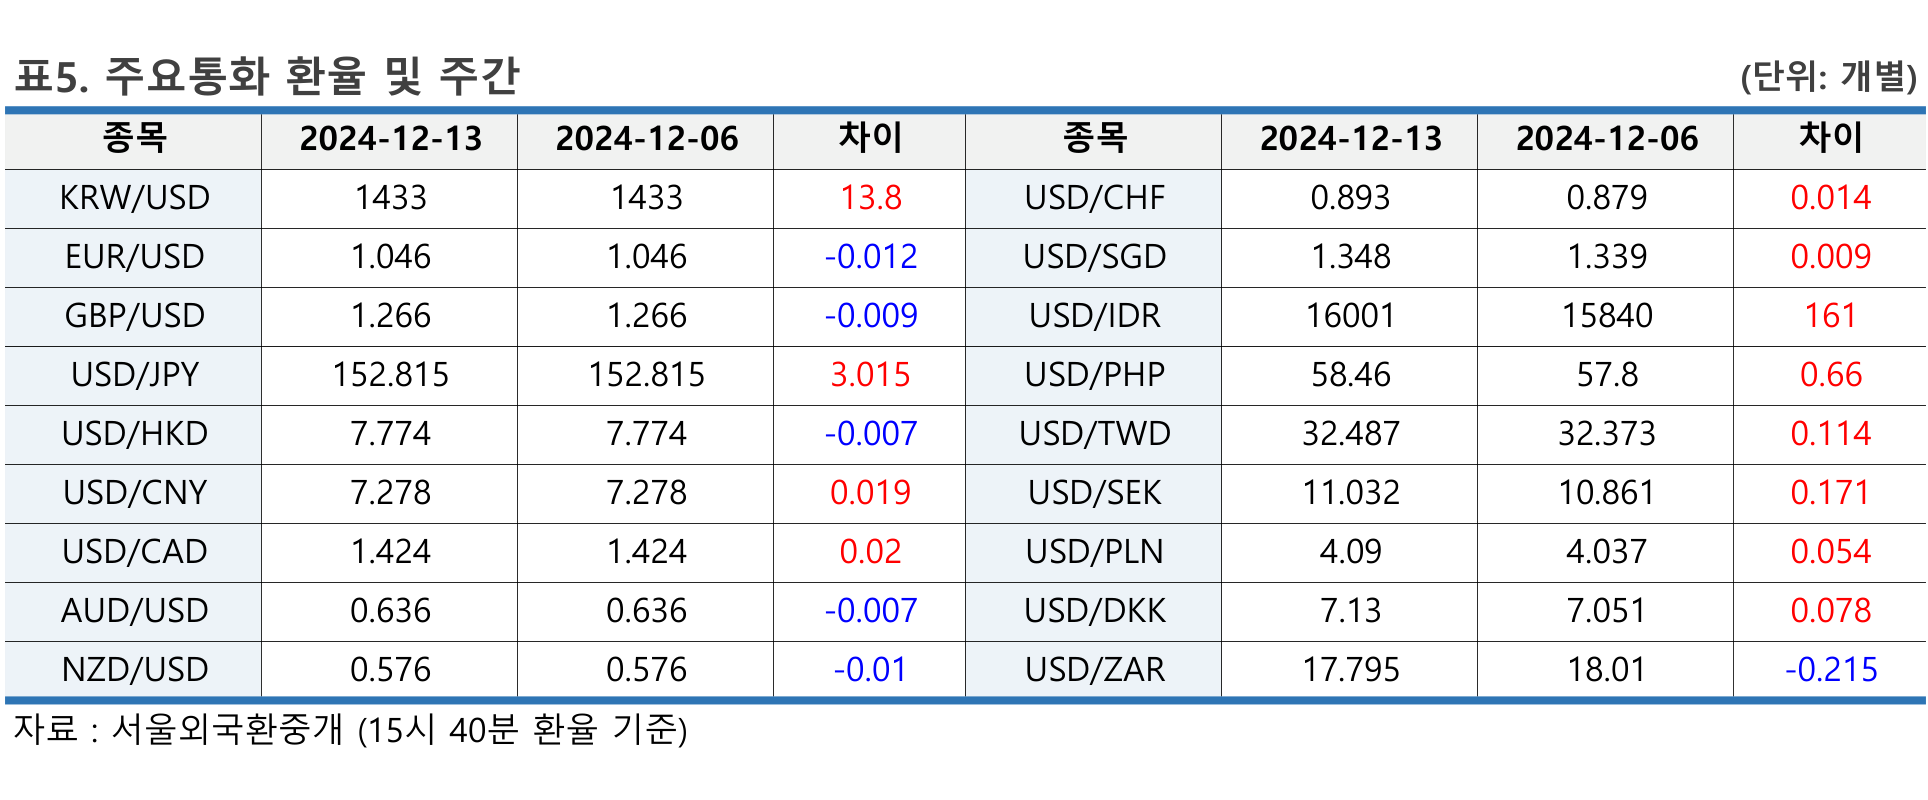 표5. 주요통화 환율 및 주간 (단위: 개별)
종목 2024-12-13 2024-12-06 차이 종목 2024-12-13 2024-12-06 차이
KRW/USD 1433 1433 13.8 USD/CHF 0.893 0.879 0.014
EUR/USD 1.046 1.046 -0.012 USD/SGD 1.348 1.339 0.009
GBP/USD 1.266 1.266 -0.009 USD/IDR 16001 15840 161
USD/JPY 152.815 152.815 3.015 USD/PHP 58.46 57.8 0.66
USD/HKD 7.774 7.774 -0.007 USD/TWD 32.487 32.373 0.114
USD/CNY 7.278 7.278 0.019 USD/SEK 11.032 10.861 0.171
USD/CAD 1.424 1.424 0.02 USD/PLN 4.09 4.037 0.054
AUD/USD 0.636 0.636 -0.007 USD/DKK 7.13 7.051 0.078
NZD/USD 0.576 0.576 -0.01 USD/ZAR 17.795 18.01 -0.215
자료 : 서울외국환중개 (15시 40분 환율 기준)